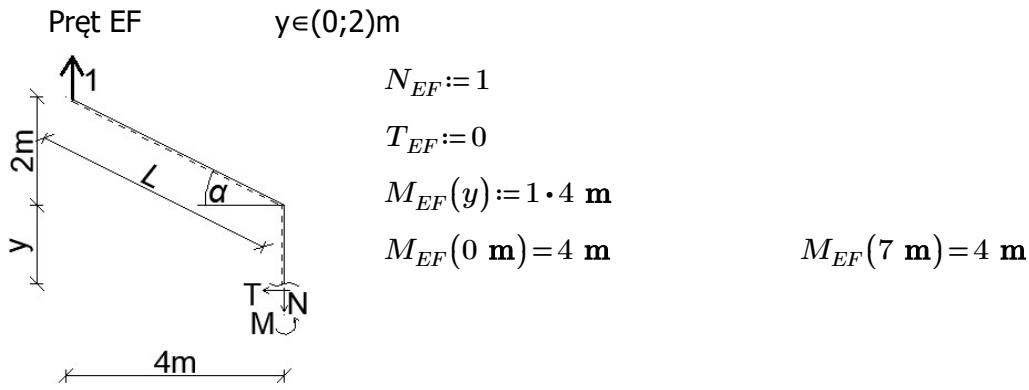 Pręt EF y∈(0;2)m
1
N_EF:=1
T_EF:=0
2m
L
α
M_EF(y):=1·4 m
y
M_EF(0 m)=4 m M_EF(7 m)=4 m
T N
M
4m